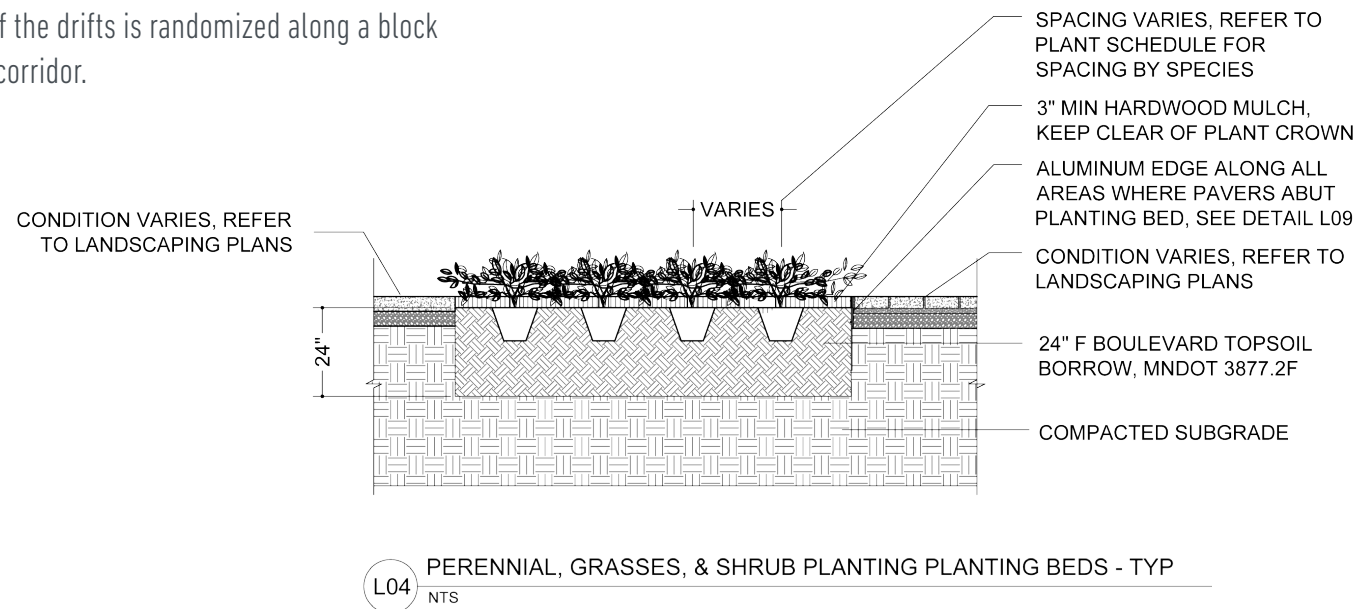 f the drifts is randomized along a block
corridor.
SPACING VARIES, REFER TO
PLANT SCHEDULE FOR
SPACING BY SPECIES
3" MIN HARDWOOD MULCH,
KEEP CLEAR OF PLANT CROWN
ALUMINUM EDGE ALONG ALL
AREAS WHERE PAVERS ABUT
PLANTING BED, SEE DETAIL L09
CONDITION VARIES, REFER
TO LANDSCAPING PLANS
VARIES
CONDITION VARIES, REFER TO
LANDSCAPING PLANS
24"
24" F BOULEVARD TOPSOIL
BORROW, MNDOT 3877.2F
COMPACTED SUBGRADE
L04
PERENNIAL, GRASSES, & SHRUB PLANTING PLANTING BEDS - TYP
NTS